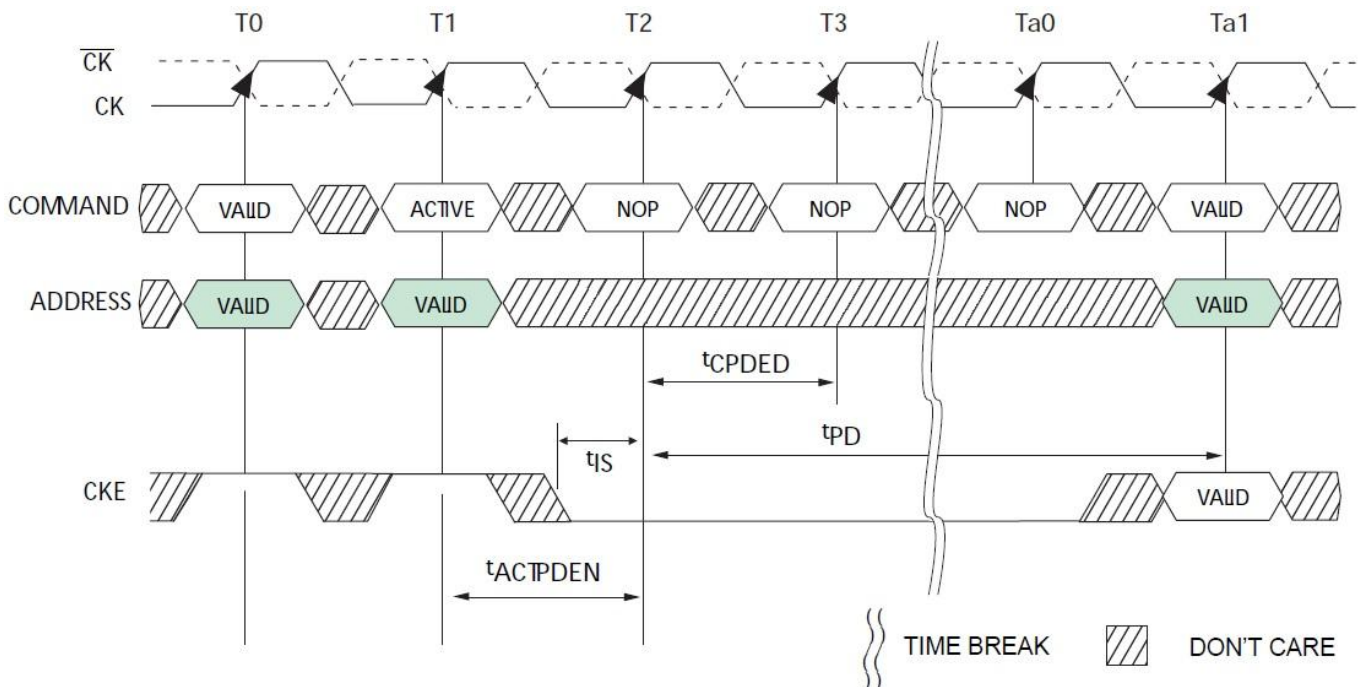 T0 T1 T2 T3 Ta0 Ta1
CK
CK
COMMAND VALID ACTIVE NOP NOP NOP VALID
ADDRESS VALID VALID VALID
tCPDED
tPD
tIS
CKE VALID
tACTPDEN
TIME BREAK DON'T CARE